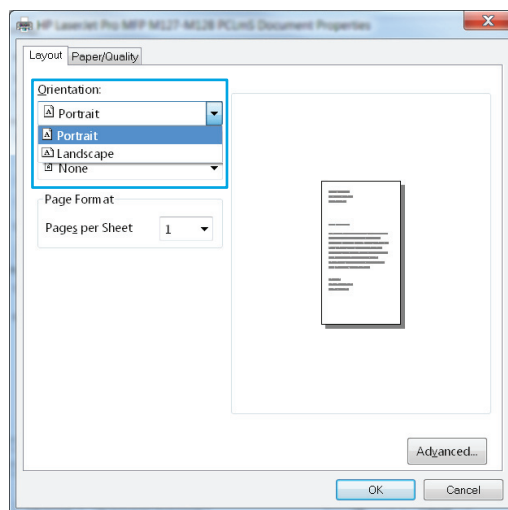 HP LaserJet Pro MFP M127-M128 PCLmS Document Properties
Layout Paper/Quality
Orientation:
Portrait
Portrait
Landscape
None
Page Format
Pages per Sheet 1
Advanced...
OK Cancel